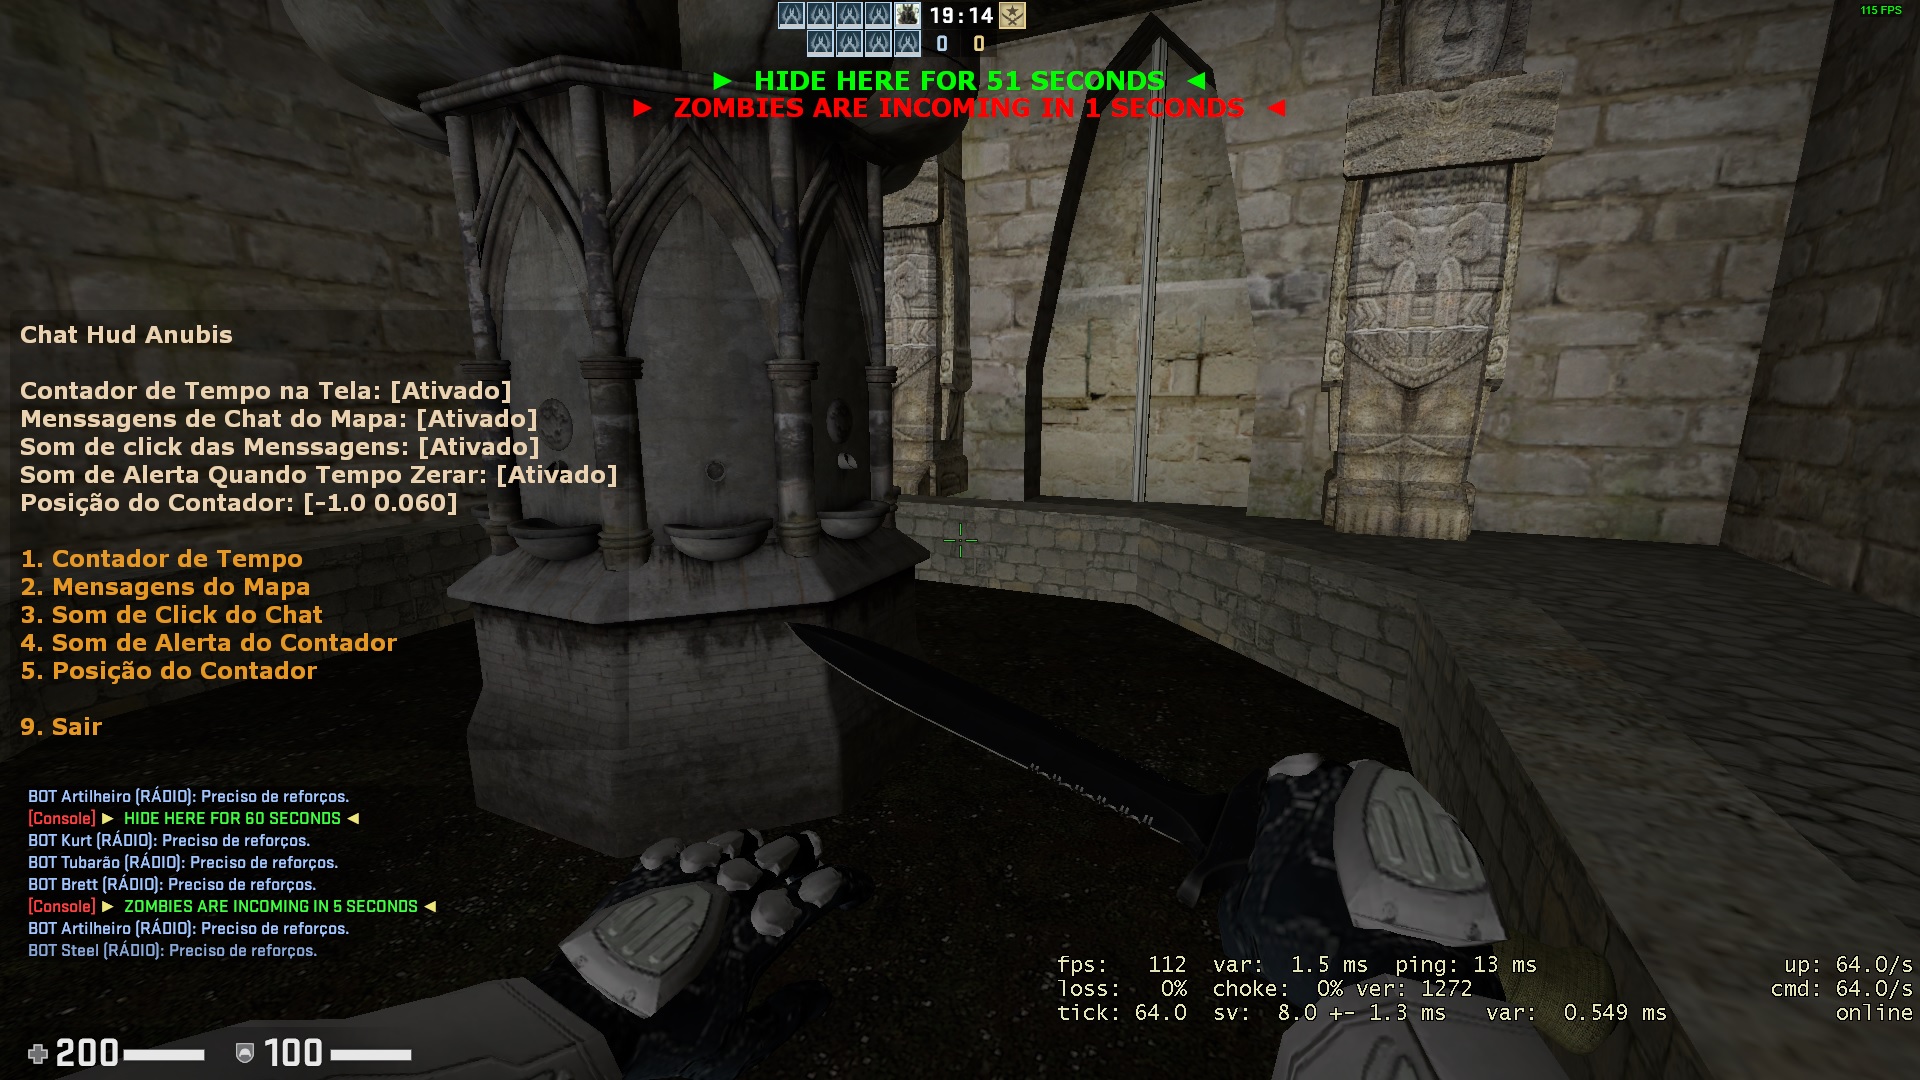 19:14
0 0
115 FPS
► HIDE HERE FOR 51 SECONDS ◄
► ZOMBIES ARE INCOMING IN 1 SECONDS ◄
Chat Hud Anubis
Contador de Tempo na Tela: [Ativado]
Menssagens de Chat do Mapa: [Ativado]
Som de click das Menssagens: [Ativado]
Som de Alerta Quando Tempo Zerar: [Ativado]
Posição do Contador: [-1.0 0.060]
1. Contador de Tempo
2. Mensagens do Mapa
3. Som de Click do Chat
4. Som de Alerta do Contador
5. Posição do Contador
9. Sair
BOT Artilheiro (RÁDIO): Preciso de reforços.
[Console] ► HIDE HERE FOR 60 SECONDS ◄
BOT Kurt (RÁDIO): Preciso de reforços.
BOT Tubarão (RÁDIO): Preciso de reforços.
BOT Brett (RÁDIO): Preciso de reforços.
[Console] ► ZOMBIES ARE INCOMING IN 5 SECONDS ◄
BOT Artilheiro (RÁDIO): Preciso de reforços.
BOT Steel (RÁDIO): Preciso de reforços.
fps: 112 var: 1.5 ms ping: 13 ms
loss: 0% choke: 0% ver: 1272
tick: 64.0 sv: 8.0 +- 1.3 ms var: 0.549 ms
up: 64.0/s
cmd: 64.0/s
online
200 100